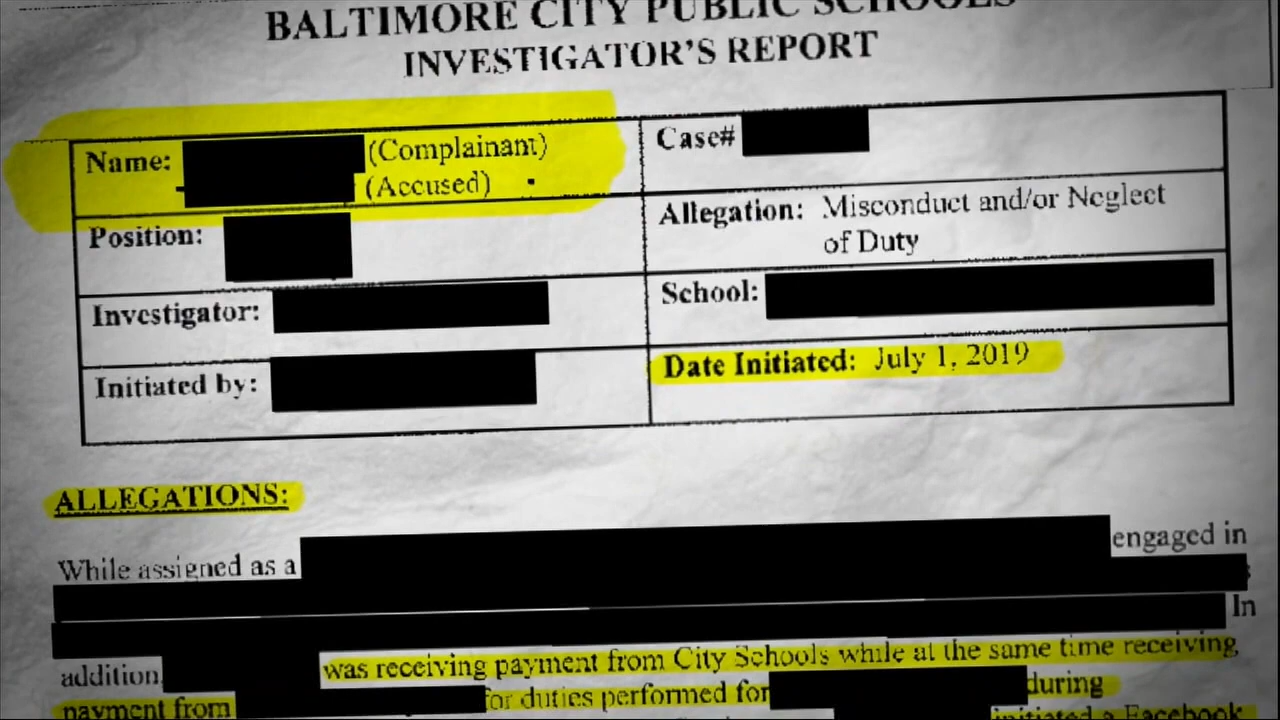 BALTIMORE CITY PUBLIC SCHOOLS
INVESTIGATOR'S REPORT
Name: (Complainant)
(Accused)
Case#
Position:
Allegation: Misconduct and/or Neglect
of Duty
Investigator:
School:
Initiated by:
Date Initiated: July 1, 2019
ALLEGATIONS:
While assigned as a engaged in
In
addition, was receiving payment from City Schools while at the same time receiving
payment from for duties performed for during
initiated a Facebook